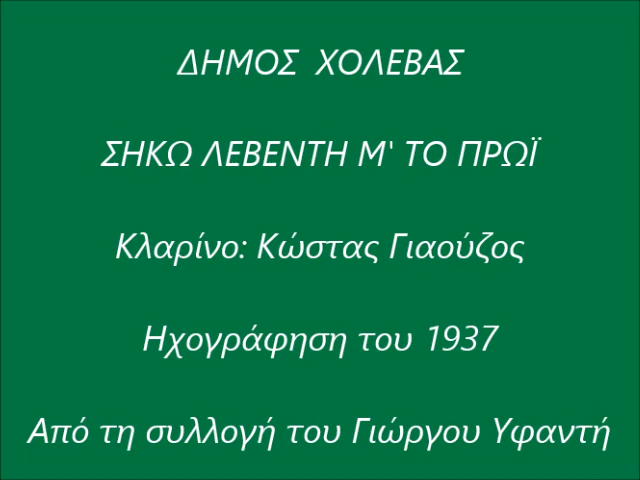 ΔΗΜΟΣ ΧΟΛΕΒΑΣ
ΣΗΚΩ ΛΕΒΕΝΤΗ Μ' ΤΟ ΠΡΩΪ
Κλαρίνο: Κώστας Γιαούζος
Ηχογράφηση του 1937
Από τη συλλογή του Γιώργου Υφαντή